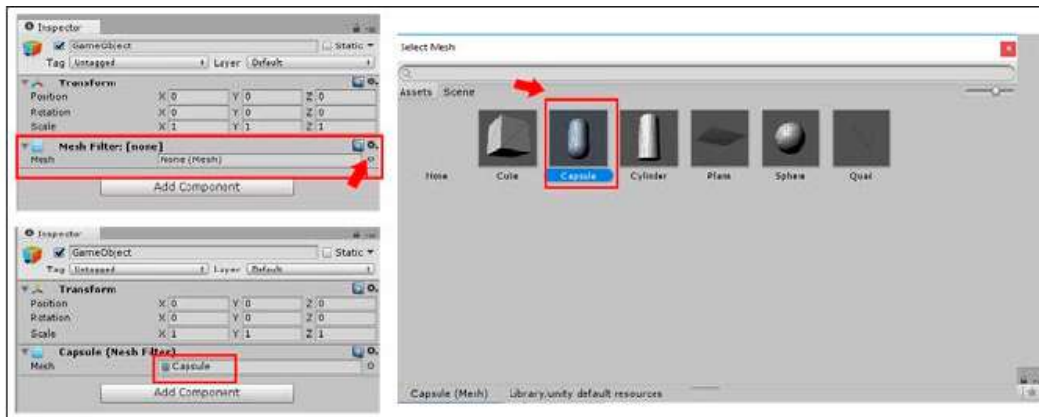 Inspector
GameObject
Static
Tag Untagged
Layer Default
Transform
Position X 0 Y 0 Z 0
Rotation X 0 Y 0 Z 0
Scale X 1 Y 1 Z 1
Mesh Filter: [none]
Mesh None (Mesh)
Add Component
Inspector
GameObject
Static
Tag Untagged
Layer Default
Transform
Position X 0 Y 0 Z 0
Rotation X 0 Y 0 Z 0
Scale X 1 Y 1 Z 1
Capsule (Mesh Filter)
Mesh Capsule
Add Component
Select Mesh
Assets Scene
None Cube Capsule Cylinder Plane Sphere Quad
Capsule (Mesh) Library/unity default resources